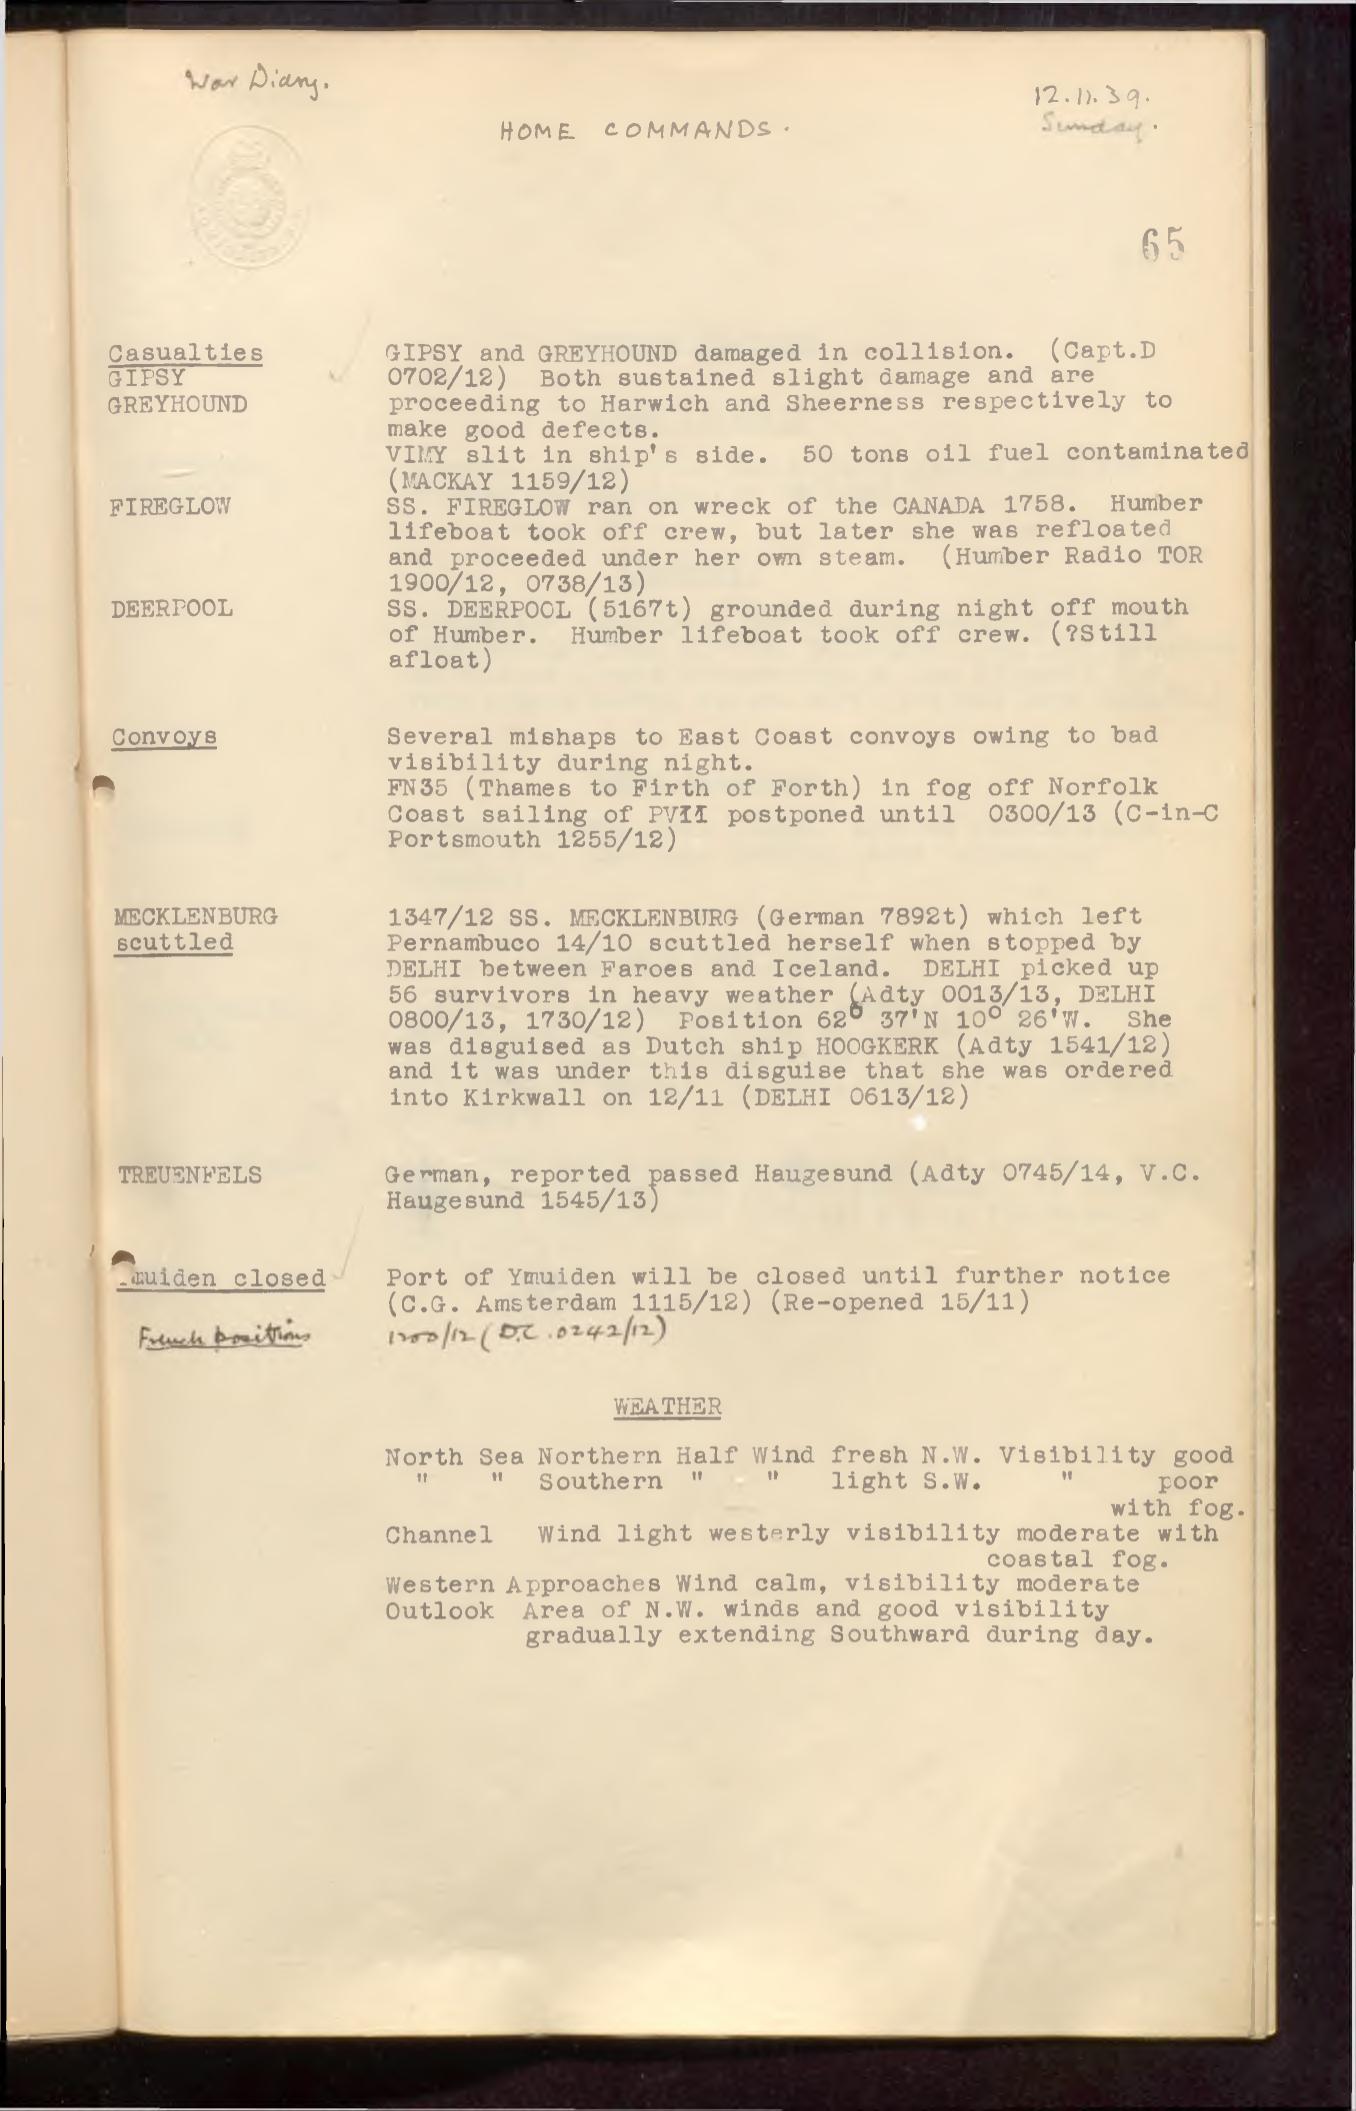 War Diary.
12.11.39.
HOME COMMANDS.
Sunday.
65
Casualties GIPSY and GREYHOUND damaged in collision. (Capt.D
GIPSY 0702/12) Both sustained slight damage and are
GREYHOUND proceeding to Harwich and Sheerness respectively to
make good defects.
VIMY slit in ship's side. 50 tons oil fuel contaminated
(MACKAY 1159/12)
FIREGLOW SS. FIREGLOW ran on wreck of the CANADA 1758. Humber
lifeboat took off crew, but later she was refloated
and proceeded under her own steam. (Humber Radio TOR
1900/12, 0738/13)
DEERPOOL SS. DEERPOOL (5167t) grounded during night off mouth
of Humber. Humber lifeboat took off crew. (?Still
afloat)
Convoys Several mishaps to East Coast convoys owing to bad
visibility during night.
FN35 (Thames to Firth of Forth) in fog off Norfolk
Coast sailing of PVII postponed until 0300/13 (C-in-C
Portsmouth 1255/12)
MECKLENBURG 1347/12 SS. MECKLENBURG (German 7892t) which left
scuttled Pernambuco 14/10 scuttled herself when stopped by
DELHI between Faroes and Iceland. DELHI picked up
56 survivors in heavy weather (Adty 0013/13, DELHI
0800/13, 1730/12) Position 62° 37'N 10° 26'W. She
was disguised as Dutch ship HOOGKERK (Adty 1541/12)
and it was under this disguise that she was ordered
into Kirkwall on 12/11 (DELHI 0613/12)
TREUENFELS German, reported passed Haugesund (Adty 0745/14, V.C.
Haugesund 1545/13)
muiden closed Port of Ymuiden will be closed until further notice
(C.G. Amsterdam 1115/12) (Re-opened 15/11)
French positions 1200/12 (D.C. 0242/12)
WEATHER
North Sea Northern Half Wind fresh N.W. Visibility good
" " Southern " " light S.W. " poor
with fog.
Channel Wind light westerly visibility moderate with
coastal fog.
Western Approaches Wind calm, visibility moderate
Outlook Area of N.W. winds and good visibility
gradually extending Southward during day.